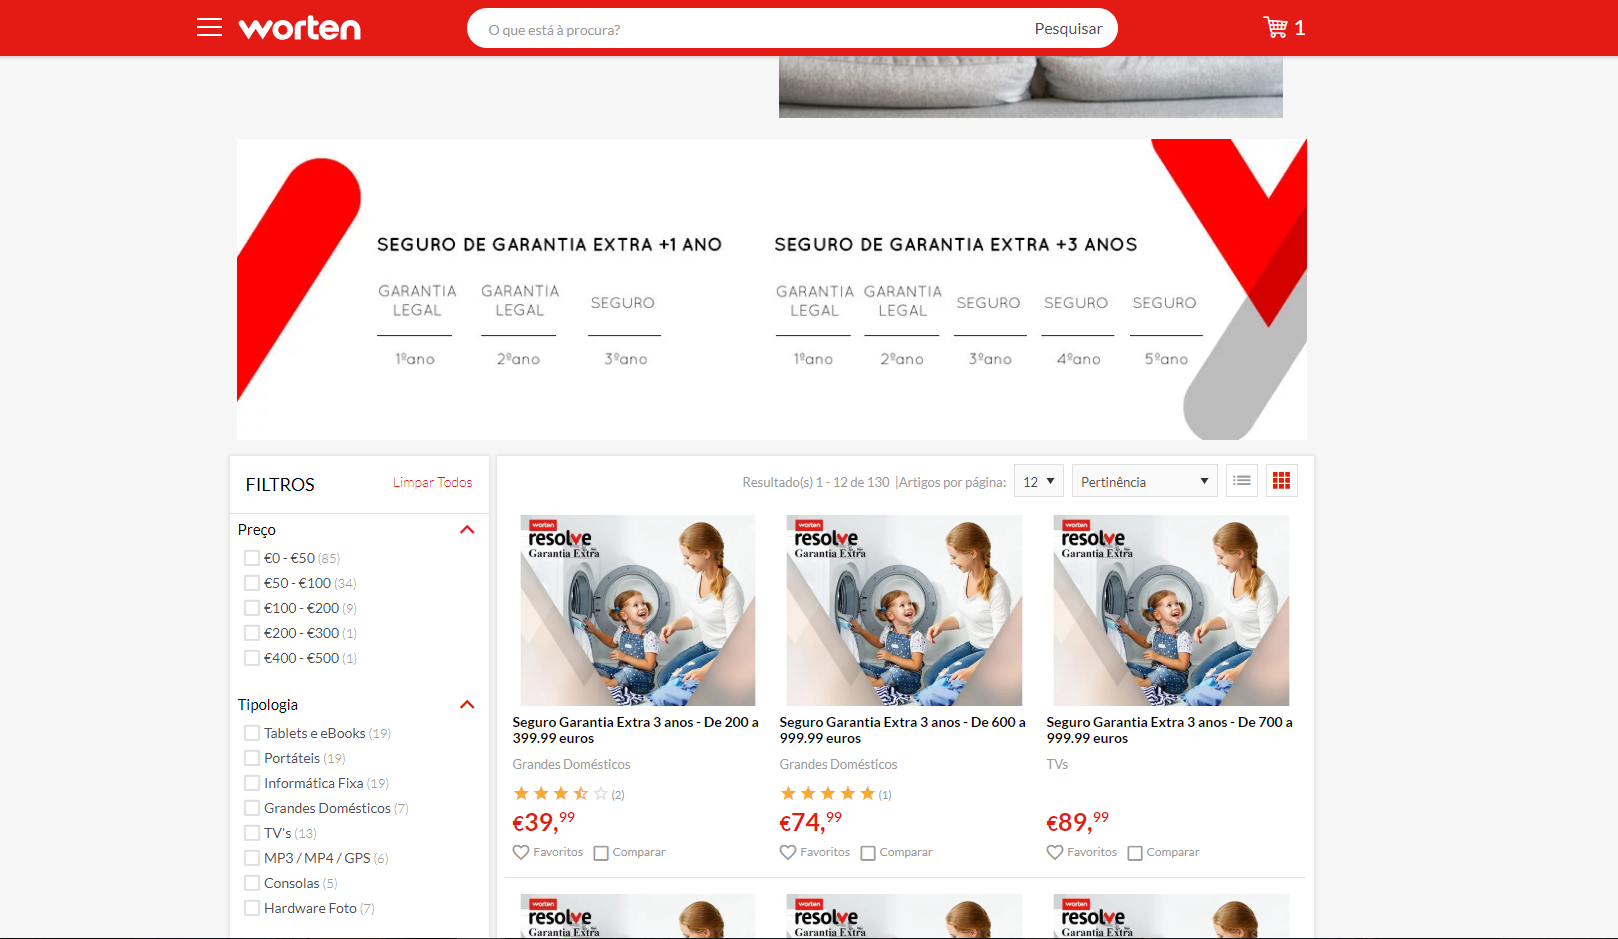 worten
O que está à procura?
Pesquisar
1
SEGURO DE GARANTIA EXTRA +1 ANO
GARANTIA LEGAL
GARANTIA LEGAL
SEGURO
1ºano
2ºano
3ºano
SEGURO DE GARANTIA EXTRA +3 ANOS
GARANTIA LEGAL
GARANTIA LEGAL
SEGURO
SEGURO
SEGURO
1ºano
2ºano
3ºano
4ºano
5ºano
FILTROS
Limpar Todos
Preço
€0 - €50 (85)
€50 - €100 (34)
€100 - €200 (9)
€200 - €300 (1)
€400 - €500 (1)
Tipologia
Tablets e eBooks (19)
Portáteis (19)
Informática Fixa (19)
Grandes Domésticos (7)
TV's (13)
MP3 / MP4 / GPS (6)
Consolas (5)
Hardware Foto (7)
Resultado(s) 1 - 12 de 130 |Artigos por página:
12
Pertinência
worten
resolve
Garantia Extra
Seguro Garantia Extra 3 anos - De 200 a
399.99 euros
Grandes Domésticos
(2)
€39,99
Favoritos
Comparar
worten
resolve
Garantia Extra
Seguro Garantia Extra 3 anos - De 600 a
999.99 euros
Grandes Domésticos
(1)
€74,99
Favoritos
Comparar
worten
resolve
Garantia Extra
Seguro Garantia Extra 3 anos - De 700 a
999.99 euros
TVs
€89,99
Favoritos
Comparar
worten
resolve
Garantia Extra
worten
resolve
Garantia Extra
worten
resolve
Garantia Extra